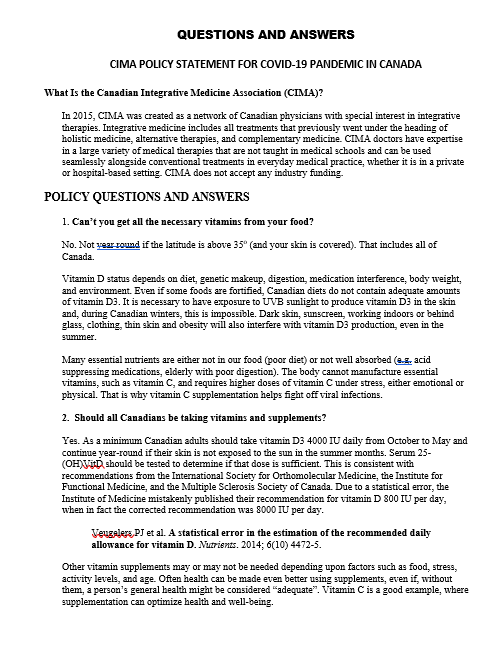 QUESTIONS AND ANSWERS
CIMA POLICY STATEMENT FOR COVID-19 PANDEMIC IN CANADA
What Is the Canadian Integrative Medicine Association (CIMA)?
In 2015, CIMA was created as a network of Canadian physicians with special interest in integrative
therapies. Integrative medicine includes all treatments that previously went under the heading of
holistic medicine, alternative therapies, and complementary medicine. CIMA doctors have expertise
in a large variety of medical therapies that are not taught in medical schools and can be used
seamlessly alongside conventional treatments in everyday medical practice, whether it is in a private
or hospital-based setting. CIMA does not accept any industry funding.
POLICY QUESTIONS AND ANSWERS
1. Can't you get all the necessary vitamins from your food?
No. Not year round if the latitude is above 35º (and your skin is covered). That includes all of
Canada.
Vitamin D status depends on diet, genetic makeup, digestion, medication interference, body weight,
and environment. Even if some foods are fortified, Canadian diets do not contain adequate amounts
of vitamin D3. It is necessary to have exposure to UVB sunlight to produce vitamin D3 in the skin
and, during Canadian winters, this is impossible. Dark skin, sunscreen, working indoors or behind
glass, clothing, thin skin and obesity will also interfere with vitamin D3 production, even in the
summer.
Many essential nutrients are either not in our food (poor diet) or not well absorbed (e.g. acid
suppressing medications, elderly with poor digestion). The body cannot manufacture essential
vitamins, such as vitamin C, and requires higher doses of vitamin C under stress, either emotional or
physical. That is why vitamin C supplementation helps fight off viral infections.
2. Should all Canadians be taking vitamins and supplements?
Yes. As a minimum Canadian adults should take vitamin D3 4000 IU daily from October to May and
continue year-round if their skin is not exposed to the sun in the summer months. Serum 25-
(OH)VitD should be tested to determine if that dose is sufficient. This is consistent with
recommendations from the International Society for Orthomolecular Medicine, the Institute for
Functional Medicine, and the Multiple Sclerosis Society of Canada. Due to a statistical error, the
Institute of Medicine mistakenly published their recommendation for vitamin D 800 IU per day,
when in fact the corrected recommendation was 8000 IU per day.
Veugelers PJ et al. A statistical error in the estimation of the recommended daily
allowance for vitamin D. Nutrients. 2014; 6(10) 4472-5.
Other vitamin supplements may or may not be needed depending upon factors such as food, stress,
activity levels, and age. Often health can be made even better using supplements, even if, without
them, a person's general health might be considered "adequate". Vitamin C is a good example, where
supplementation can optimize health and well-being.